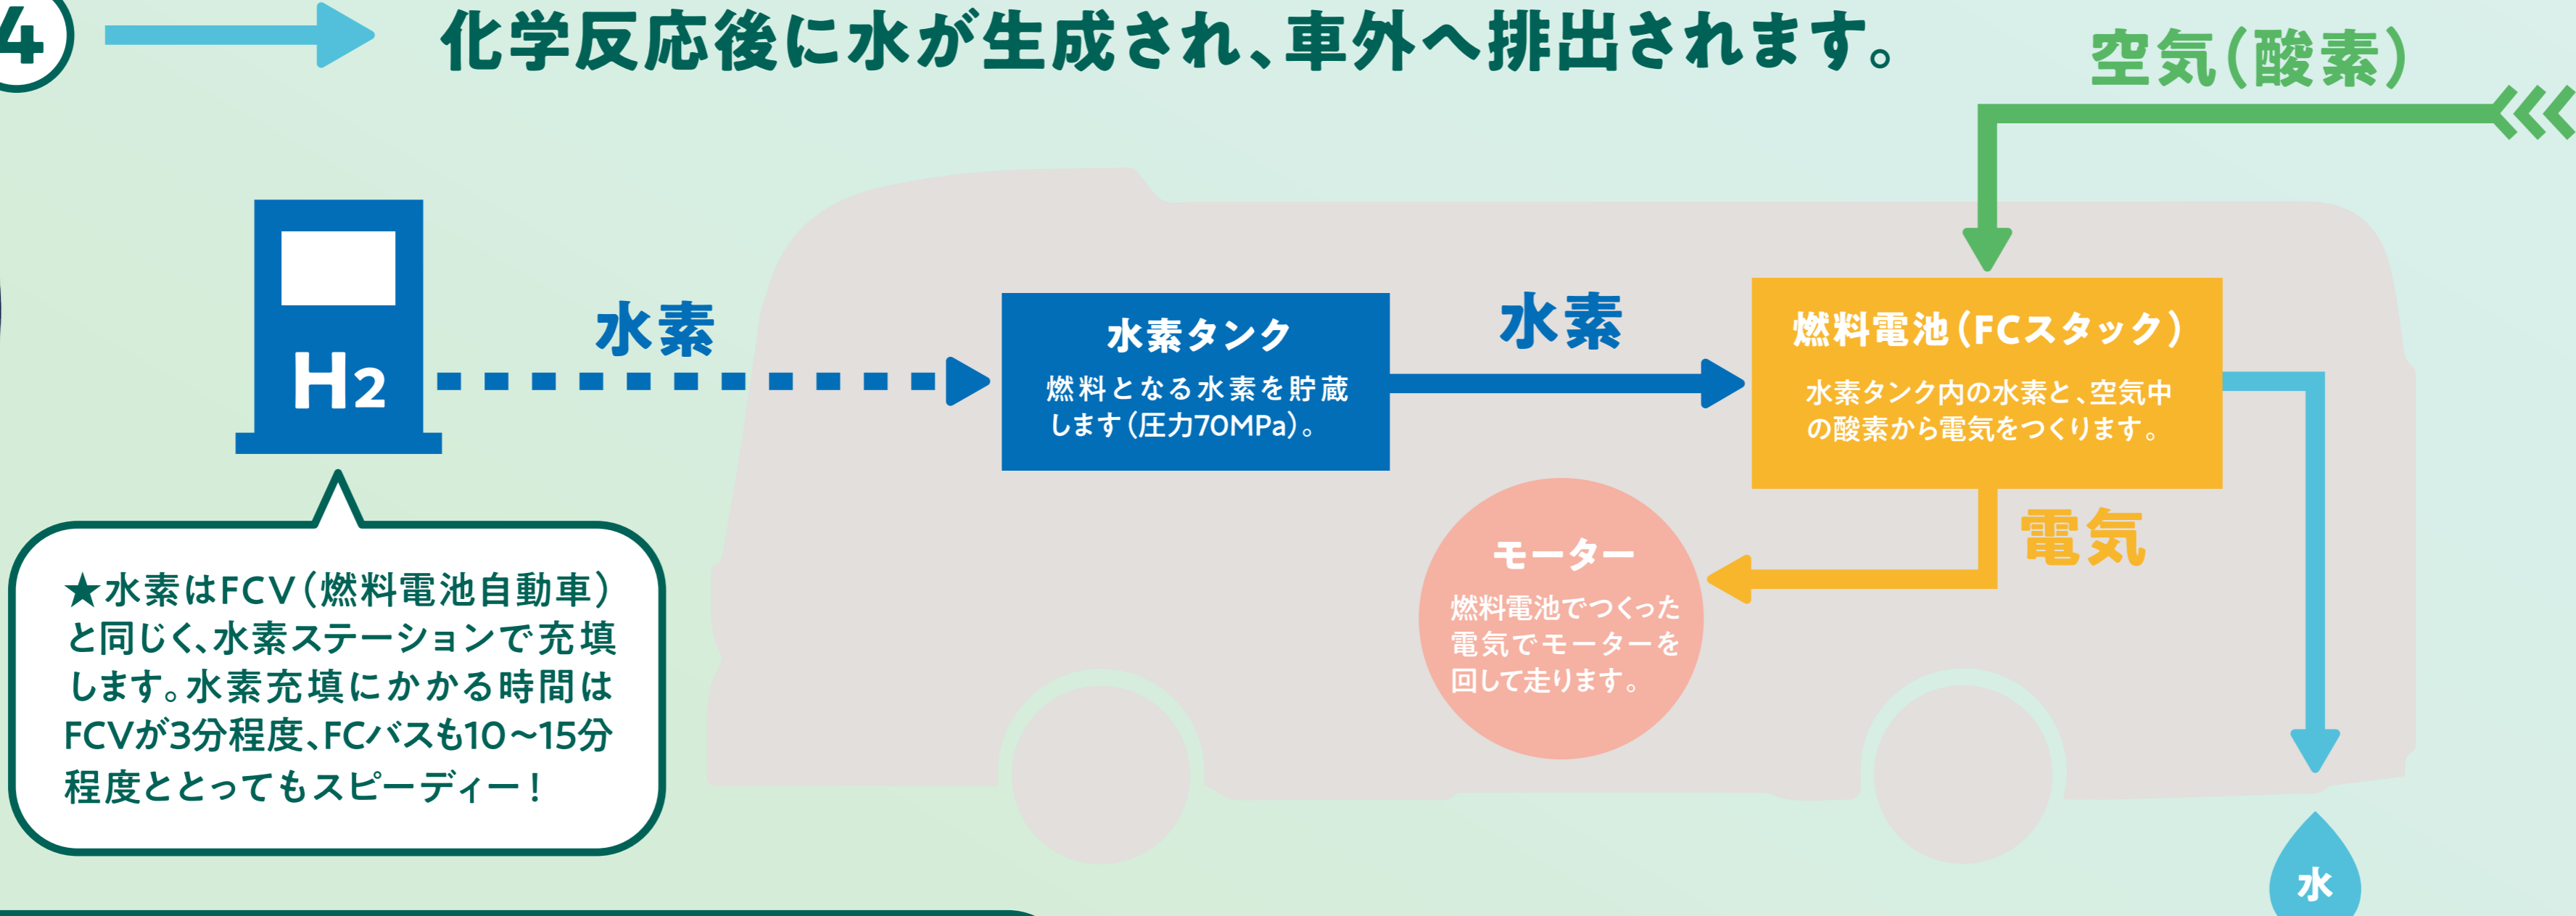 4
化学反応後に水が生成され、車外へ排出されます。
空気(酸素)
H2
水素
水素タンク
燃料となる水素を貯蔵
します(圧力70MPa)。
水素
燃料電池(FCスタック)
水素タンク内の水素と、空気中
の酸素から電気をつくります。
電気
モーター
燃料電池でつくった
電気でモーターを
回して走ります。
★水素はFCV(燃料電池自動車)
と同じく、水素ステーションで充填
します。水素充填にかかる時間は
FCVが3分程度、FCバスも10〜15分
程度ととってもスピーディー!
水